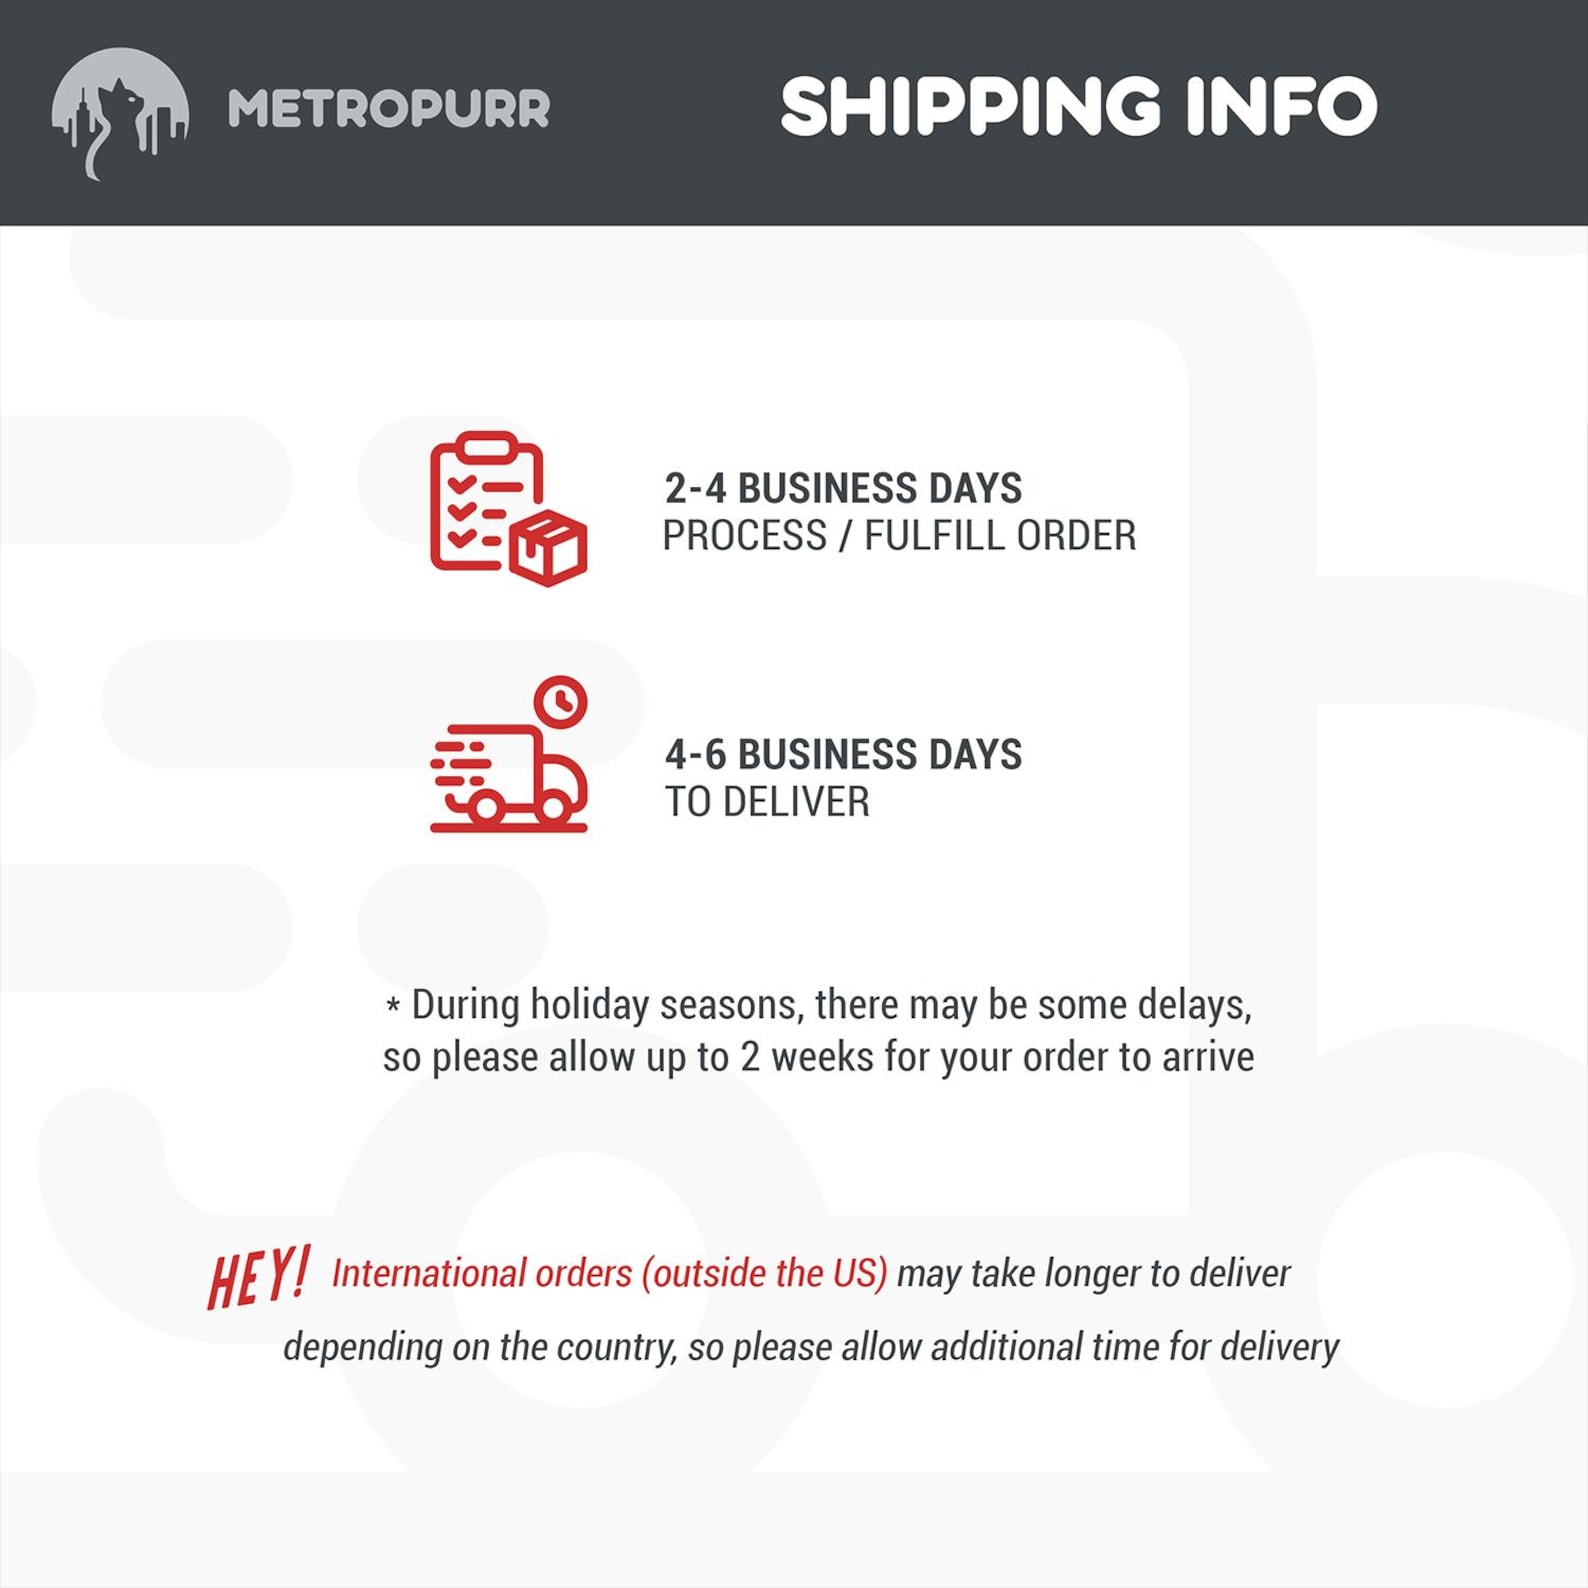 METROPURR
SHIPPING INFO
2-4 BUSINESS DAYS
PROCESS / FULFILL ORDER
4-6 BUSINESS DAYS
TO DELIVER
* During holiday seasons, there may be some delays,
so please allow up to 2 weeks for your order to arrive
HEY! International orders (outside the US) may take longer to deliver
depending on the country, so please allow additional time for delivery